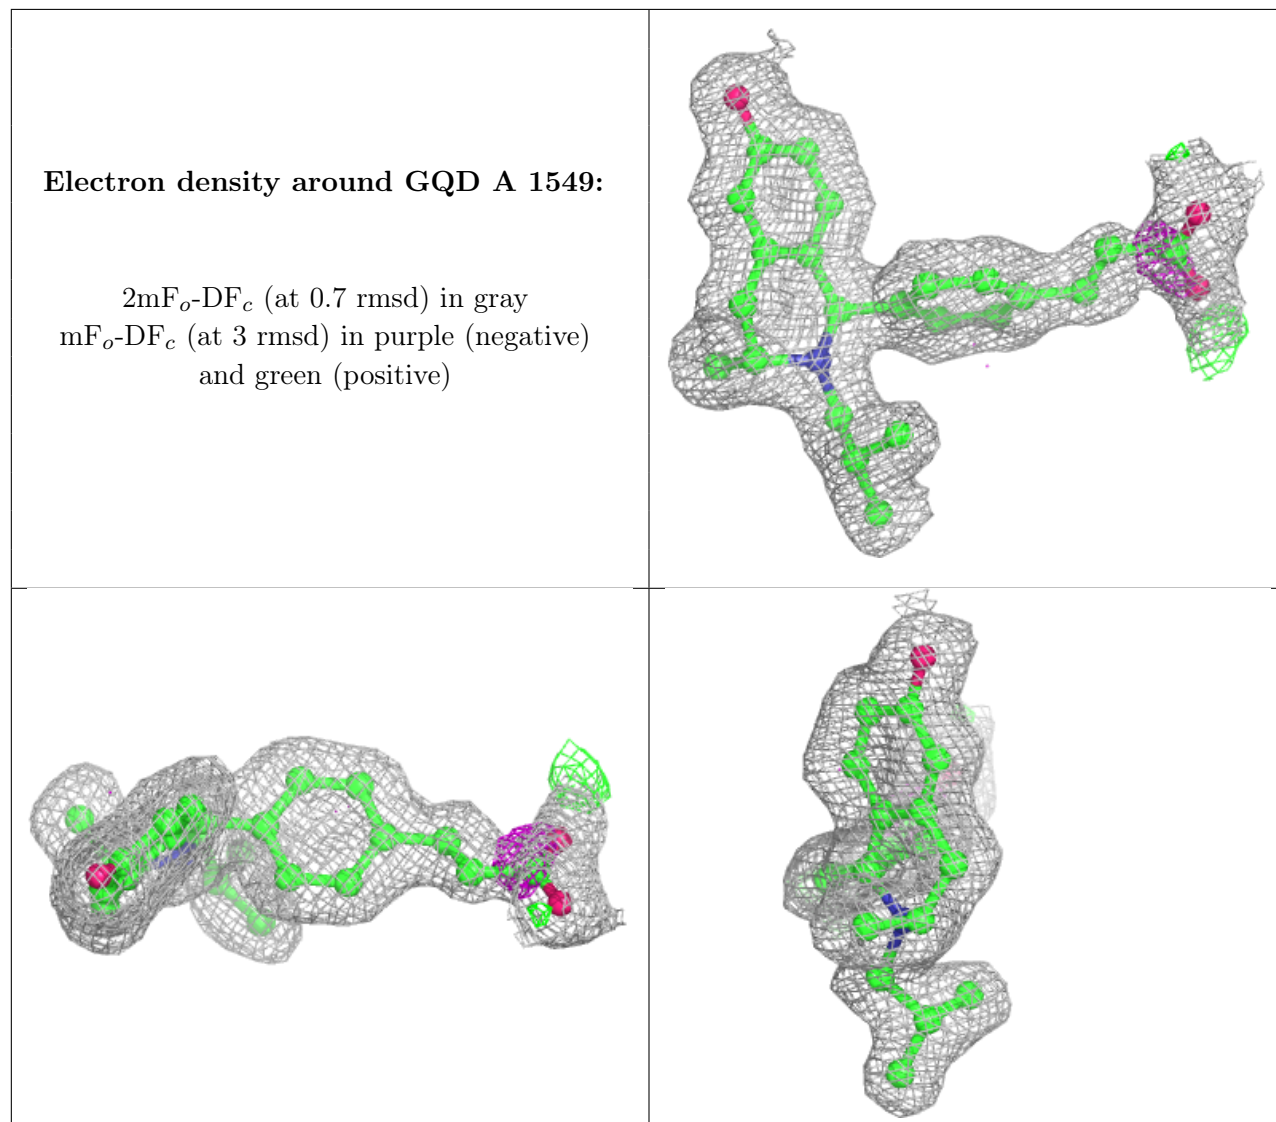 Electron density around GQD A 1549:
2mFo-DFc (at 0.7 rmsd) in gray
mFo-DFc (at 3 rmsd) in purple (negative)
and green (positive)